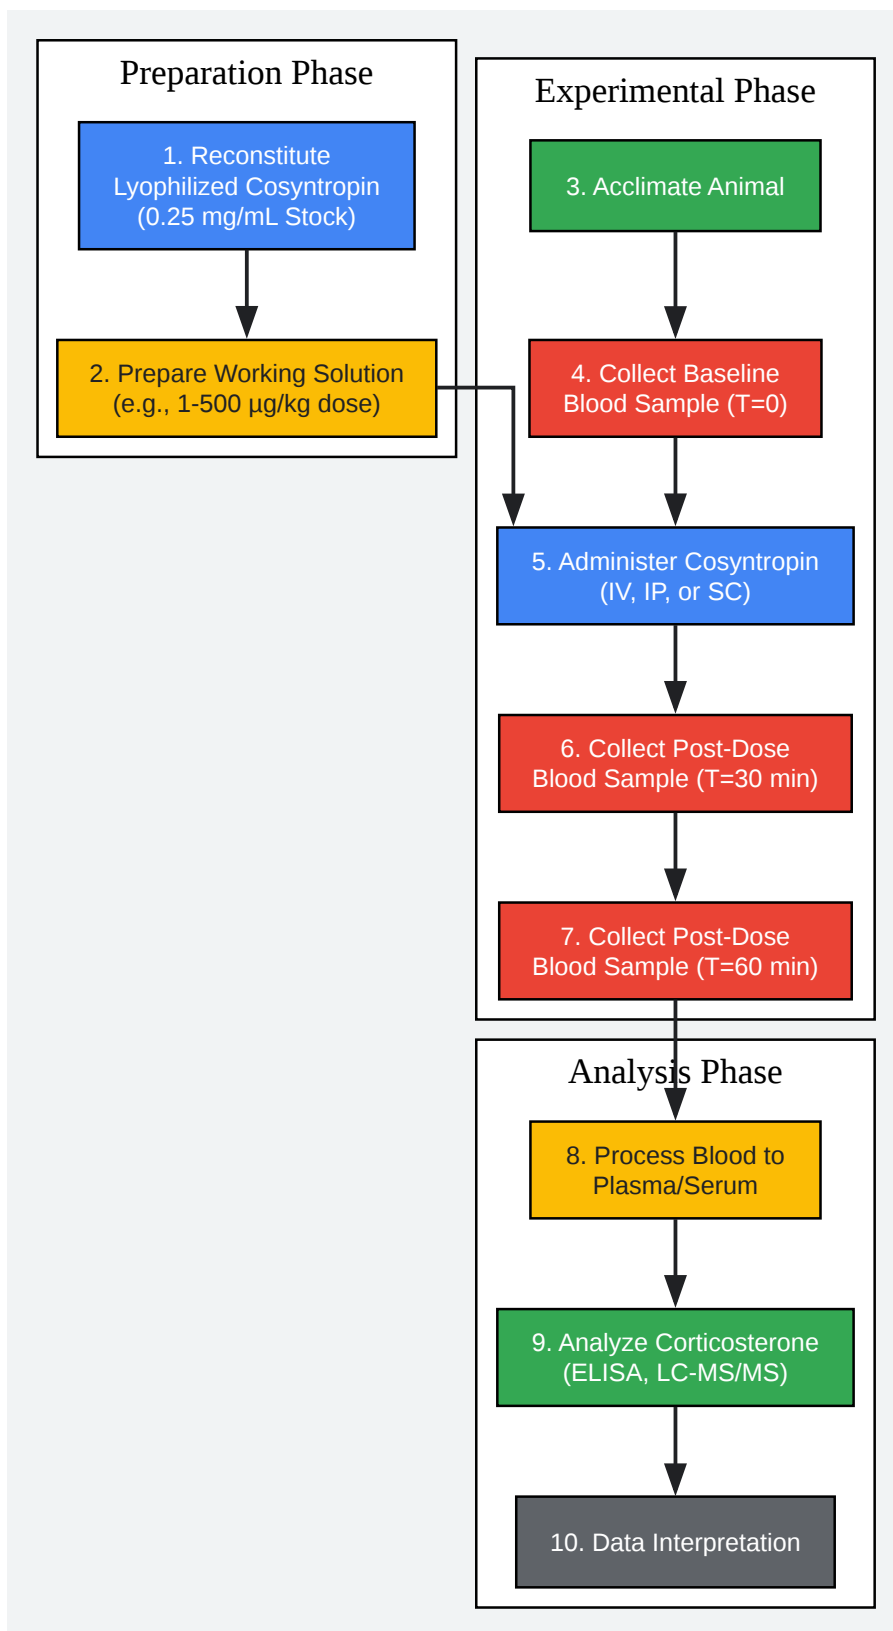 Preparation Phase
1. Reconstitute
Lyophilized Cosyntropin
(0.25 mg/mL Stock)
2. Prepare Working Solution
(e.g., 1-500 µg/kg dose)
Experimental Phase
3. Acclimate Animal
4. Collect Baseline
Blood Sample (T=0)
5. Administer Cosyntropin
(IV, IP, or SC)
6. Collect Post-Dose
Blood Sample (T=30 min)
7. Collect Post-Dose
Blood Sample (T=60 min)
Analysis Phase
8. Process Blood to
Plasma/Serum
9. Analyze Corticosterone
(ELISA, LC-MS/MS)
10. Data Interpretation